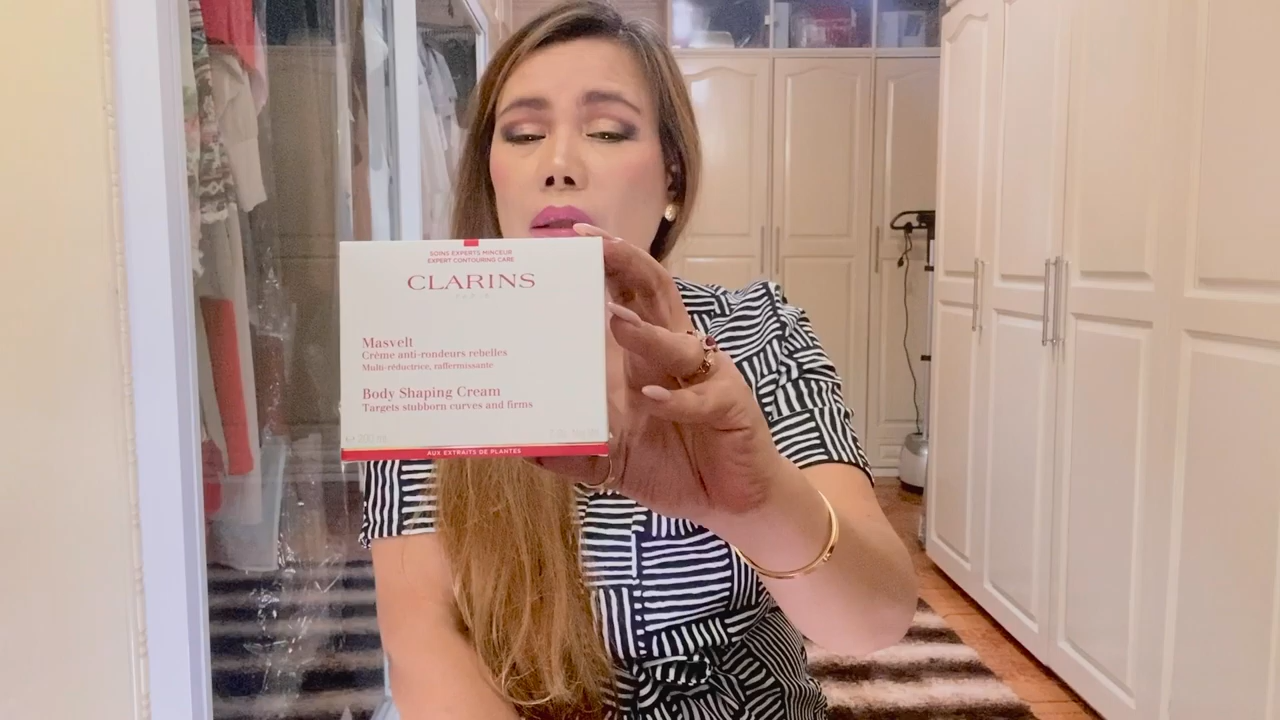 SOINS EXPERTS MINCEUR
EXPERT CONTOURING CARE
CLARINS
PARIS
Masvelt
Crème anti-rondeurs rebelles
Multi-réductrice, raffermissante
Body Shaping Cream
Targets stubborn curves and firms
200 ml
AUX EXTRAITS DE PLANTES